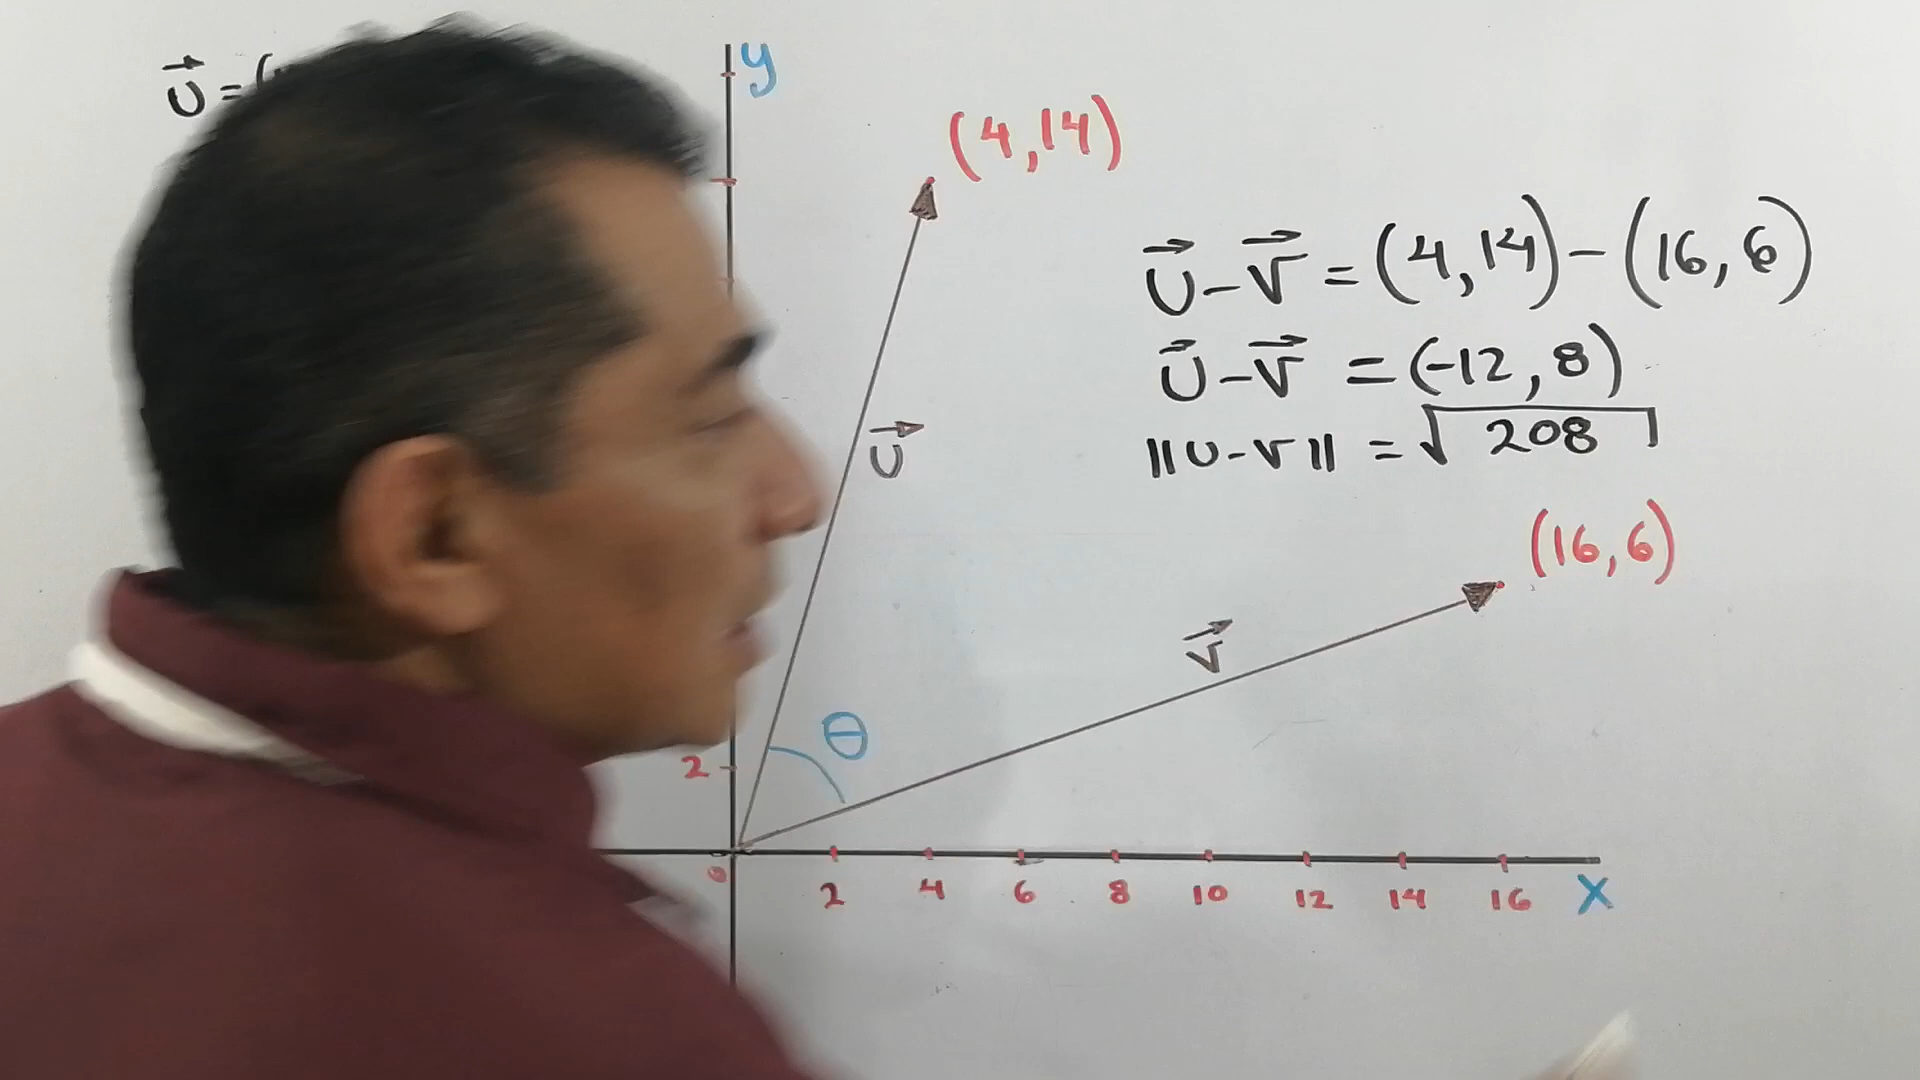 U = (
y
(4,14)
U - V = (4,14) - (16,6)
U - V = (-12,8)
||U - V|| = √208
U
(16,6)
V
θ
2
0
2 4 6 8 10 12 14 16 X